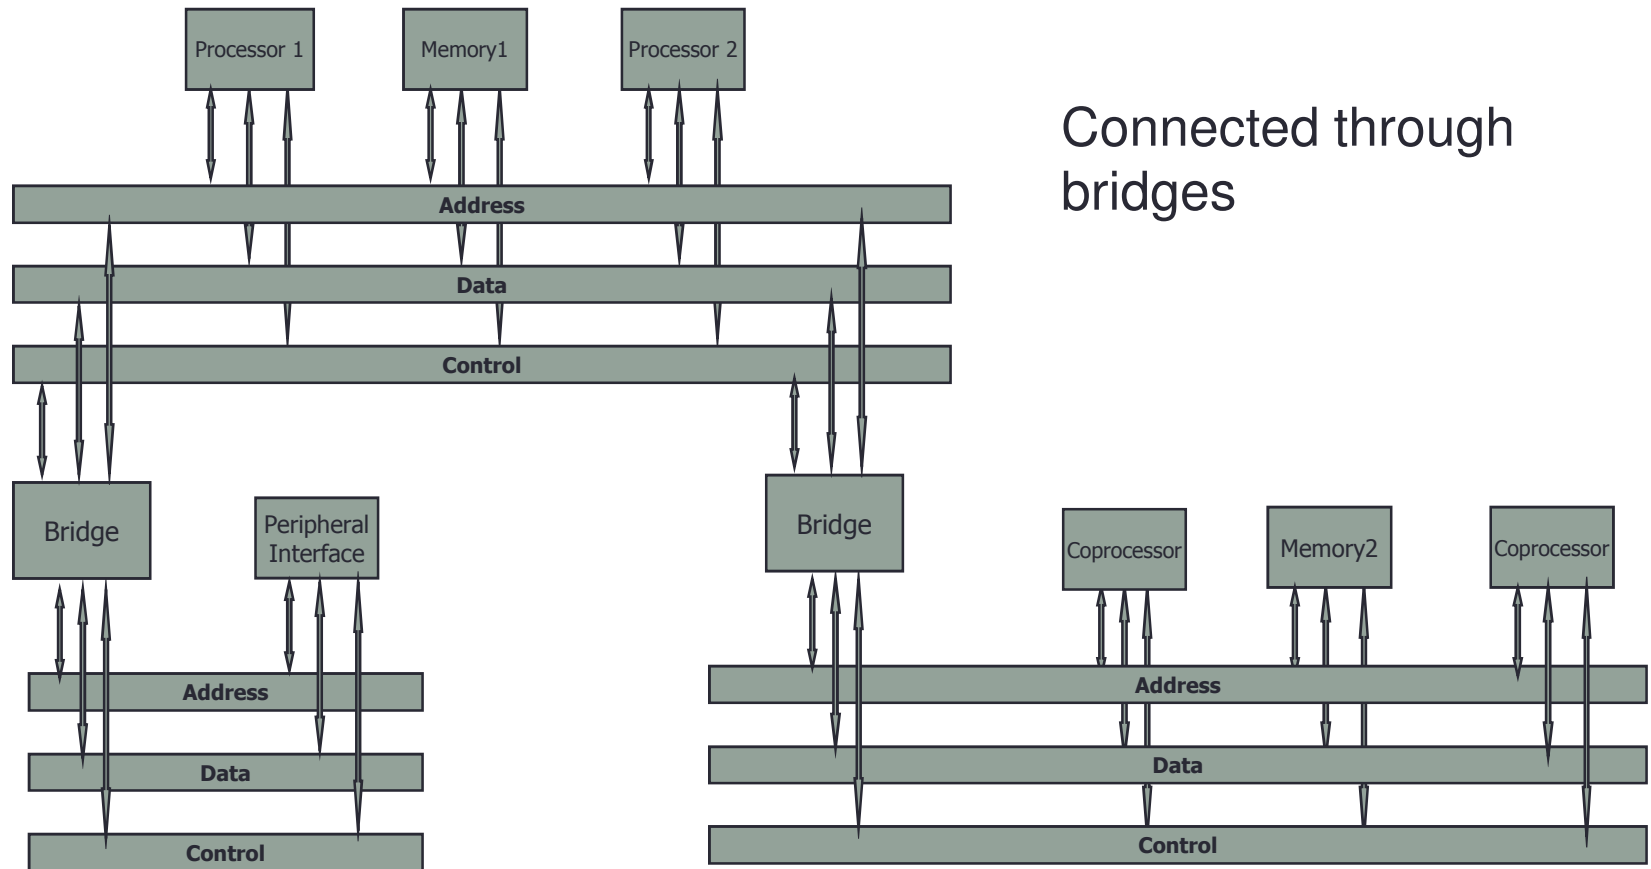 Processor 1
Memory1
Processor 2
Connected through
bridges
Address
Data
Control
Bridge
Peripheral
Interface
Bridge
Coprocessor
Memory2
Coprocessor
Address
Data
Control
Address
Data
Control